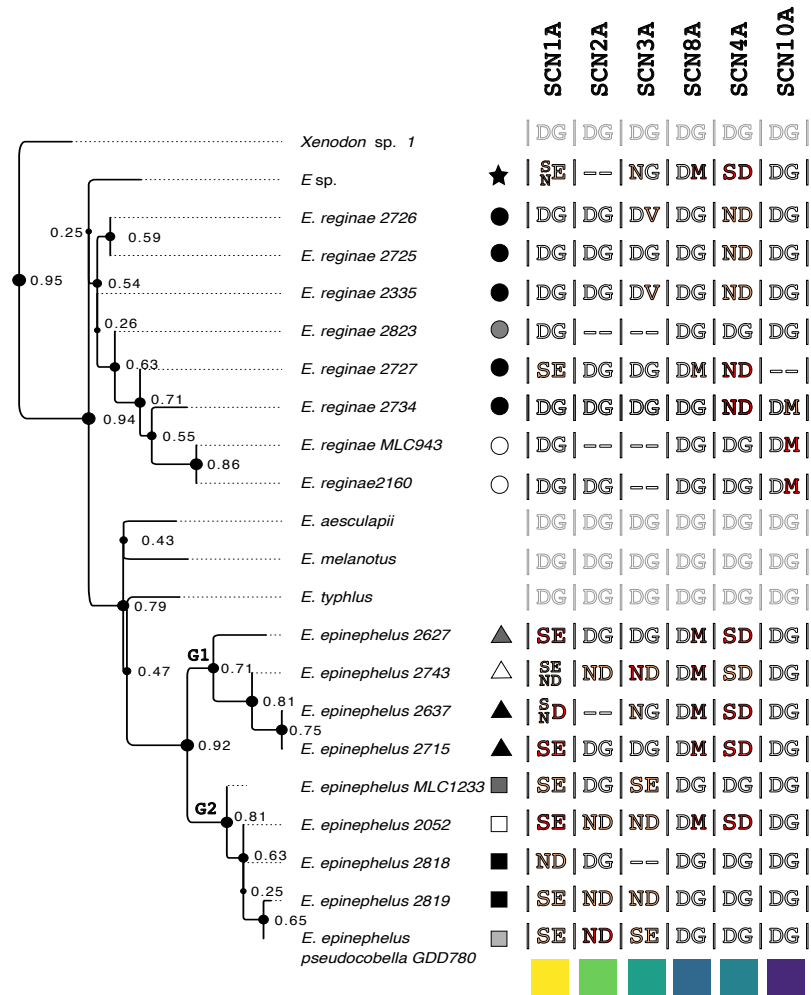 SCN1A SCN2A SCN3A SCN8A SCN4A SCN10A
Xenodon sp. 1 | DG | DG | DG | DG | DG | DG
E sp. | S N E | -- | NG | DM | SD | DG
E. reginae 2726 | DG | DG | DV | DG | ND | DG
0.25
0.59
E. reginae 2725 | DG | DG | DG | DG | ND | DG
0.95
0.54
E. reginae 2335 | DG | DG | DV | DG | ND | DG
0.26
E. reginae 2823 | DG | -- | -- | DG | DG | DG
0.63
E. reginae 2727 | SE | DG | DG | DM | ND | --
0.71
E. reginae 2734 | DG | DG | DG | DG | ND | DM
0.94
0.55
E. reginae MLC943 | DG | -- | -- | DG | DG | DM
0.86
E. reginae2160 | DG | DG | -- | DG | DG | DM
E. aesculapii | DG | DG | DG | DG | DG | DG
0.43
E. melanotus | DG | DG | DG | DG | DG | DG
E. typhlus | DG | DG | DG | DG | DG | DG
0.79
E. epinephelus 2627 | SE | DG | DG | DM | SD | DG
G1
0.71
0.47
E. epinephelus 2743 | SE ND | ND | ND | DM | SD | DG
0.81
E. epinephelus 2637 | S N D | -- | NG | DM | SD | DG
0.75
0.92
E. epinephelus 2715 | SE | DG | DG | DM | SD | DG
E. epinephelus MLC1233 | SE | DG | SE | DG | DG | DG
G2
0.81
E. epinephelus 2052 | SE | ND | ND | DM | SD | DG
0.63
E. epinephelus 2818 | ND | DG | -- | DG | DG | DG
0.25
E. epinephelus 2819 | SE | ND | ND | DG | DG | DG
0.65
E. epinephelus | SE | ND | SE | DG | DG | DG
pseudocobella GDD780